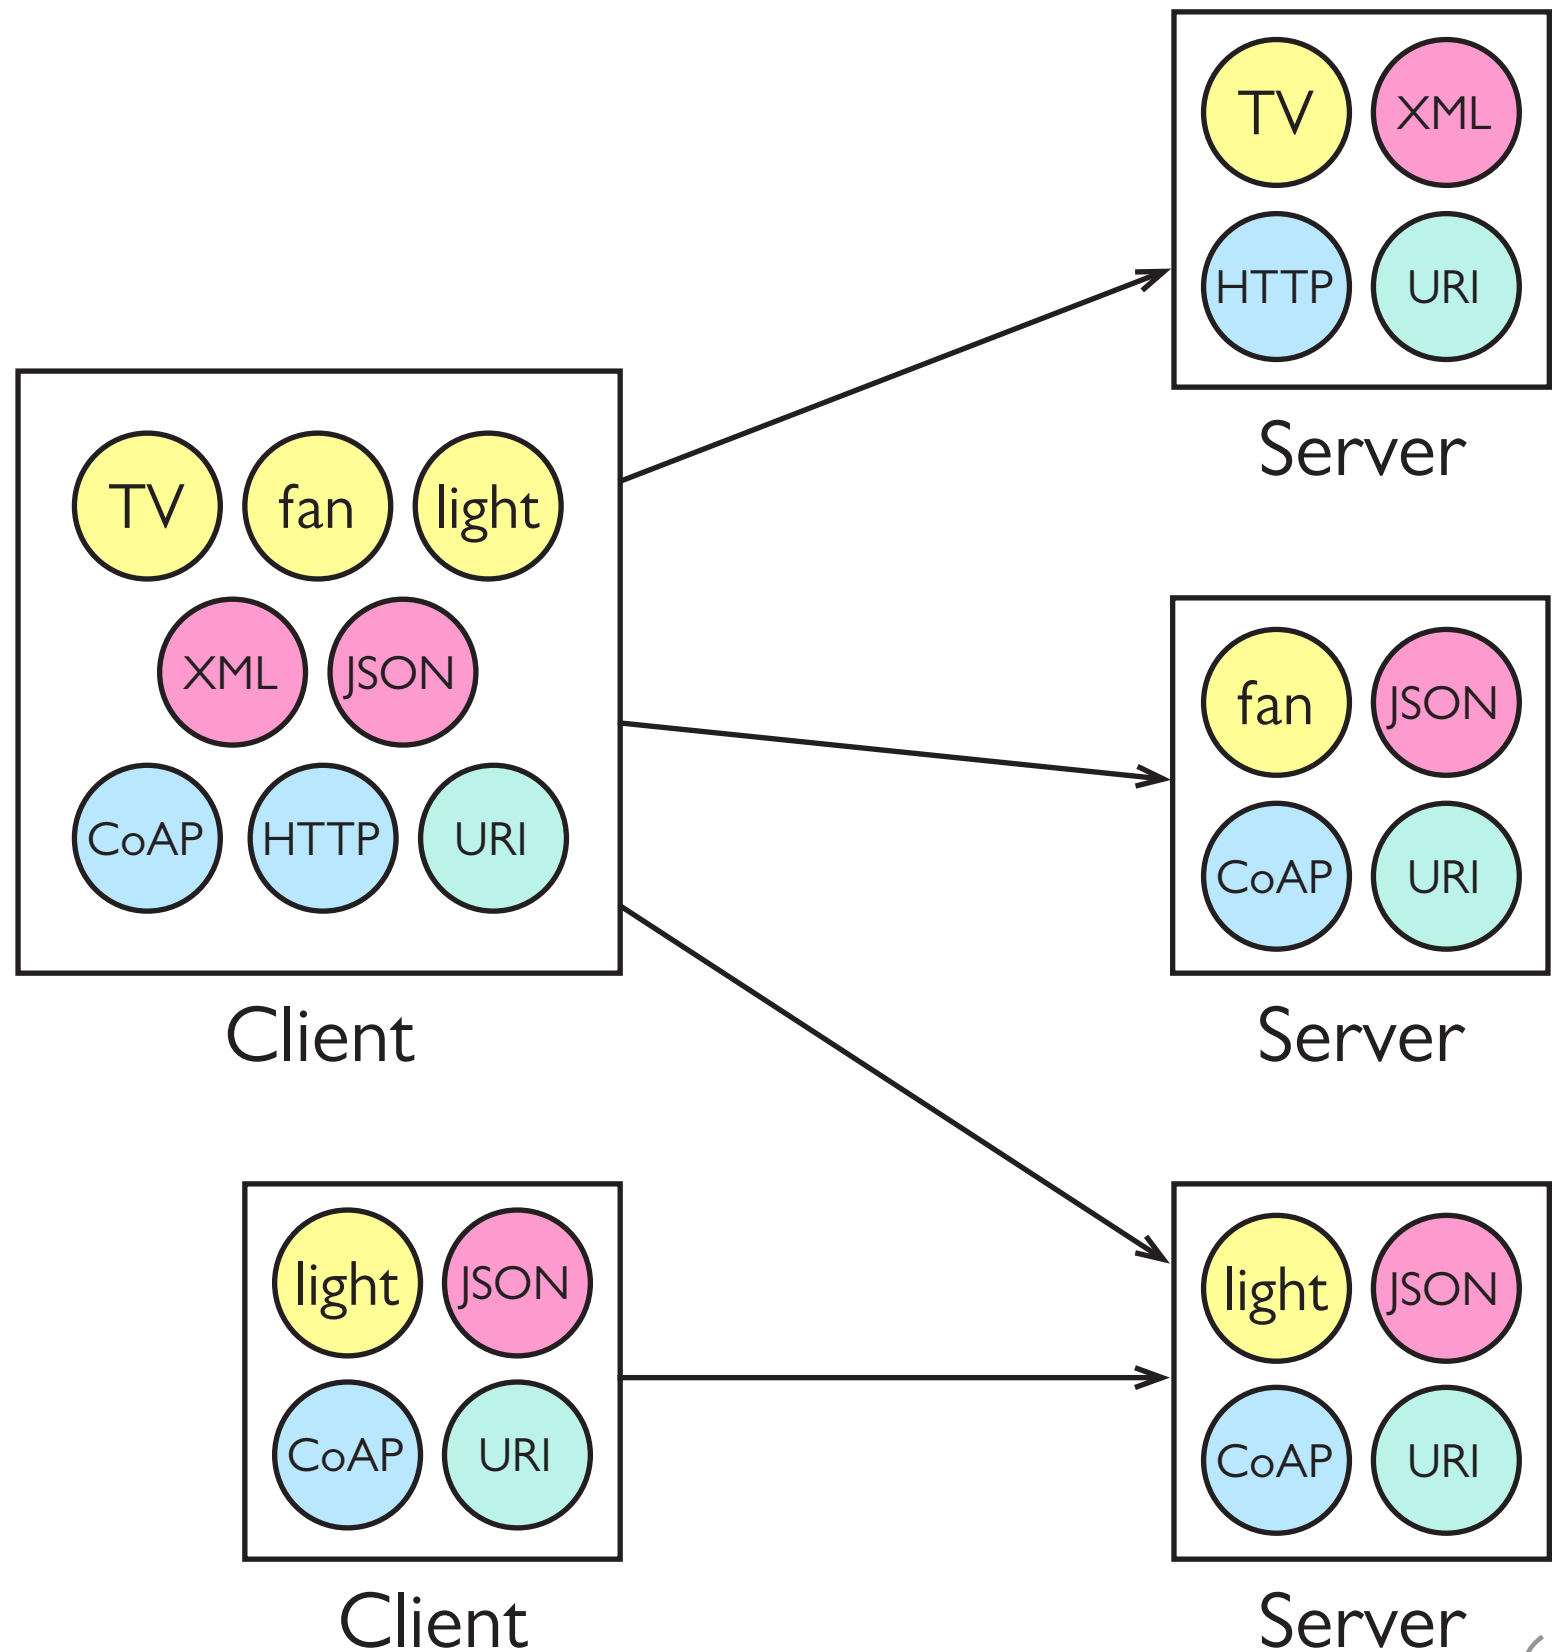 TV XML
HTTP URI
Server
TV fan light
XML JSON
CoAP HTTP URI
Client
fan JSON
CoAP URI
Server
light JSON
CoAP URI
Client
light JSON
CoAP URI
Server